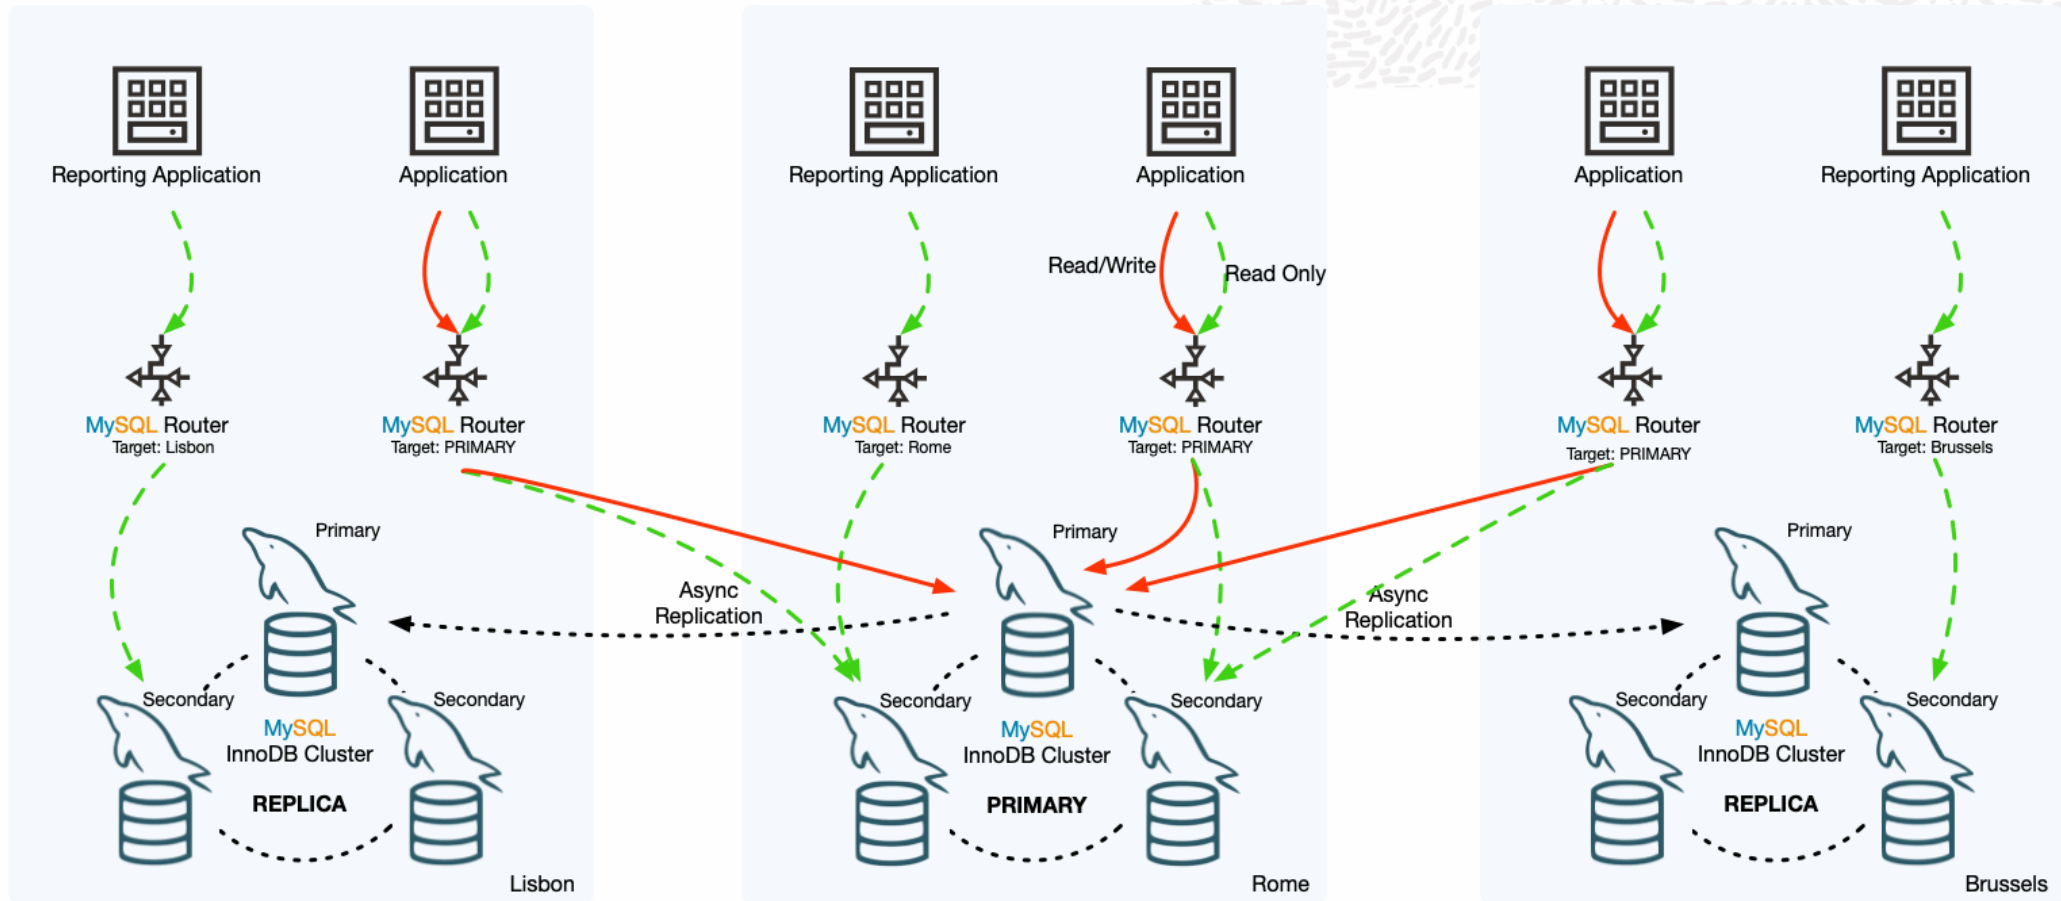 Reporting Application
Application
Reporting Application
Application
Application
Reporting Application
Read/Write
Read Only
MySQL Router
Target: Lisbon
MySQL Router
Target: PRIMARY
MySQL Router
Target: Rome
MySQL Router
Target: PRIMARY
MySQL Router
Target: PRIMARY
MySQL Router
Target: Brussels
Primary
Primary
Primary
Async
Replication
Async
Replication
Secondary
Secondary
MySQL
InnoDB Cluster
REPLICA
Lisbon
Secondary
Secondary
MySQL
InnoDB Cluster
PRIMARY
Rome
Secondary
Secondary
MySQL
InnoDB Cluster
REPLICA
Brussels